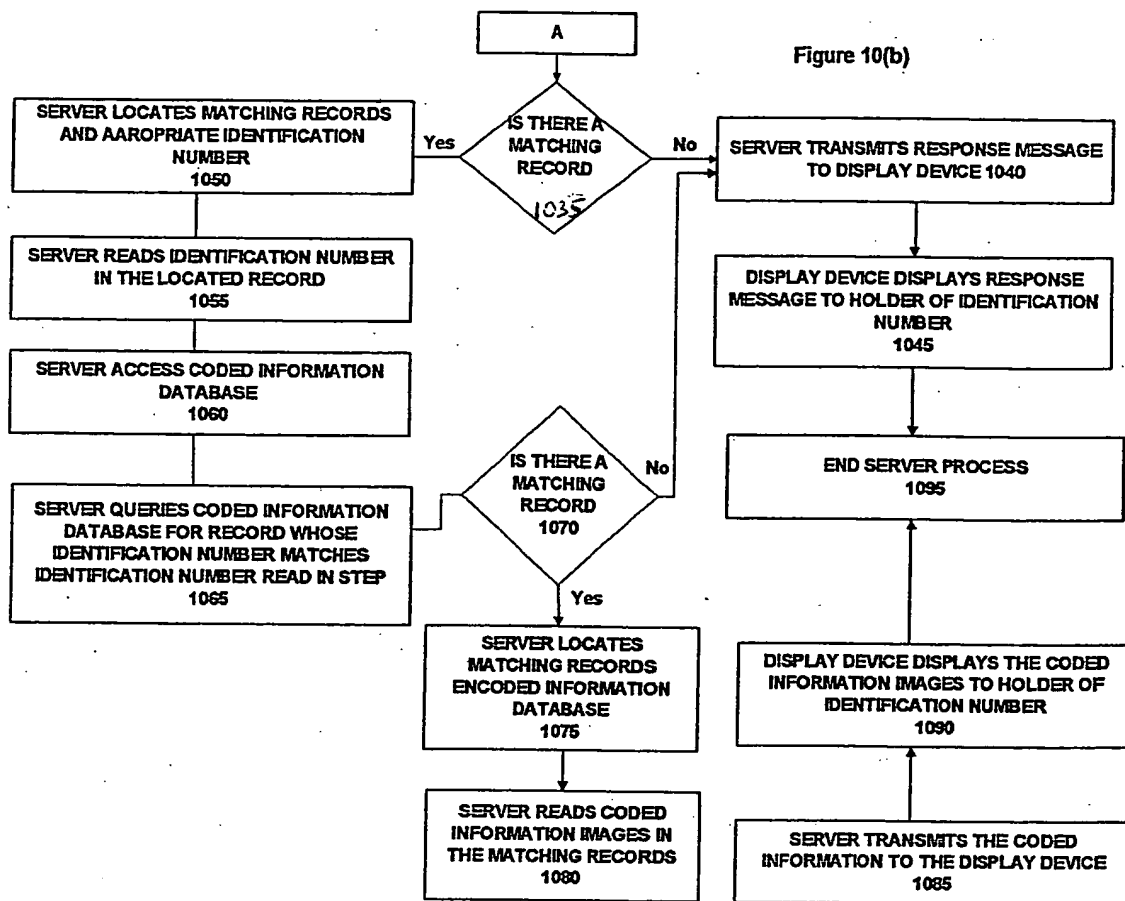 A
Figure 10(b)
IS THERE A
MATCHING
RECORD
1035
Yes
No
SERVER LOCATES MATCHING RECORDS
AND AAROPRIATE IDENTIFICATION
NUMBER
1050
SERVER READS IDENTIFICATION NUMBER
IN THE LOCATED RECORD
1055
SERVER ACCESS CODED INFORMATION
DATABASE
1060
SERVER QUERIES CODED INFORMATION
DATABASE FOR RECORD WHOSE
IDENTIFICATION NUMBER MATCHES
IDENTIFICATION NUMBER READ IN STEP
1065
IS THERE A
MATCHING
RECORD
1070
No
Yes
SERVER LOCATES
MATCHING RECORDS
ENCODED INFORMATION
DATABASE
1075
SERVER READS CODED
INFORMATION IMAGES IN
THE MATCHING RECORDS
1080
SERVER TRANSMITS RESPONSE MESSAGE
TO DISPLAY DEVICE 1040
DISPLAY DEVICE DISPLAYS RESPONSE
MESSAGE TO HOLDER OF IDENTIFICATION
NUMBER
1045
END SERVER PROCESS
1095
DISPLAY DEVICE DISPLAYS THE CODED
INFORMATION IMAGES TO HOLDER OF
IDENTIFICATION NUMBER
1090
SERVER TRANSMITS THE CODED
INFORMATION TO THE DISPLAY DEVICE
1085